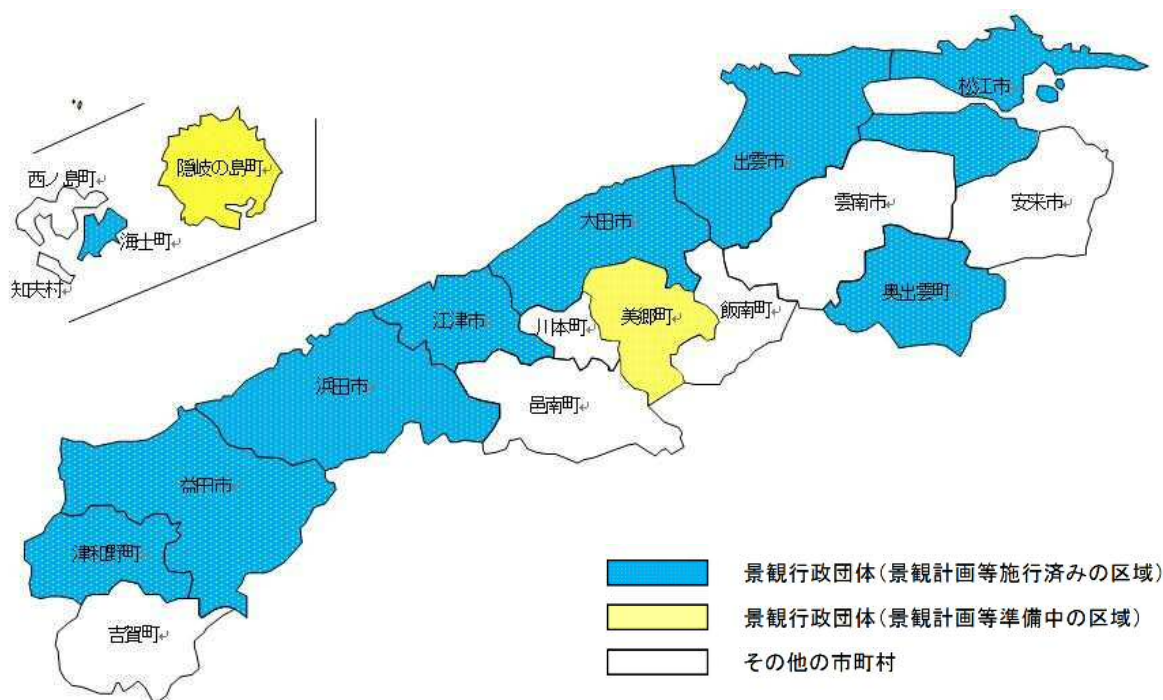 松江市
出雲市
隠岐の島町
西ノ島町
雲南市
安来市
大田市
海士町
知夫村
奥出雲町
飯南町
美郷町
江津市
川本町
浜田市
邑南町
益田市
津和野町
吉賀町
景観行政団体(景観計画等施行済みの区域)
景観行政団体(景観計画等準備中の区域)
その他の市町村